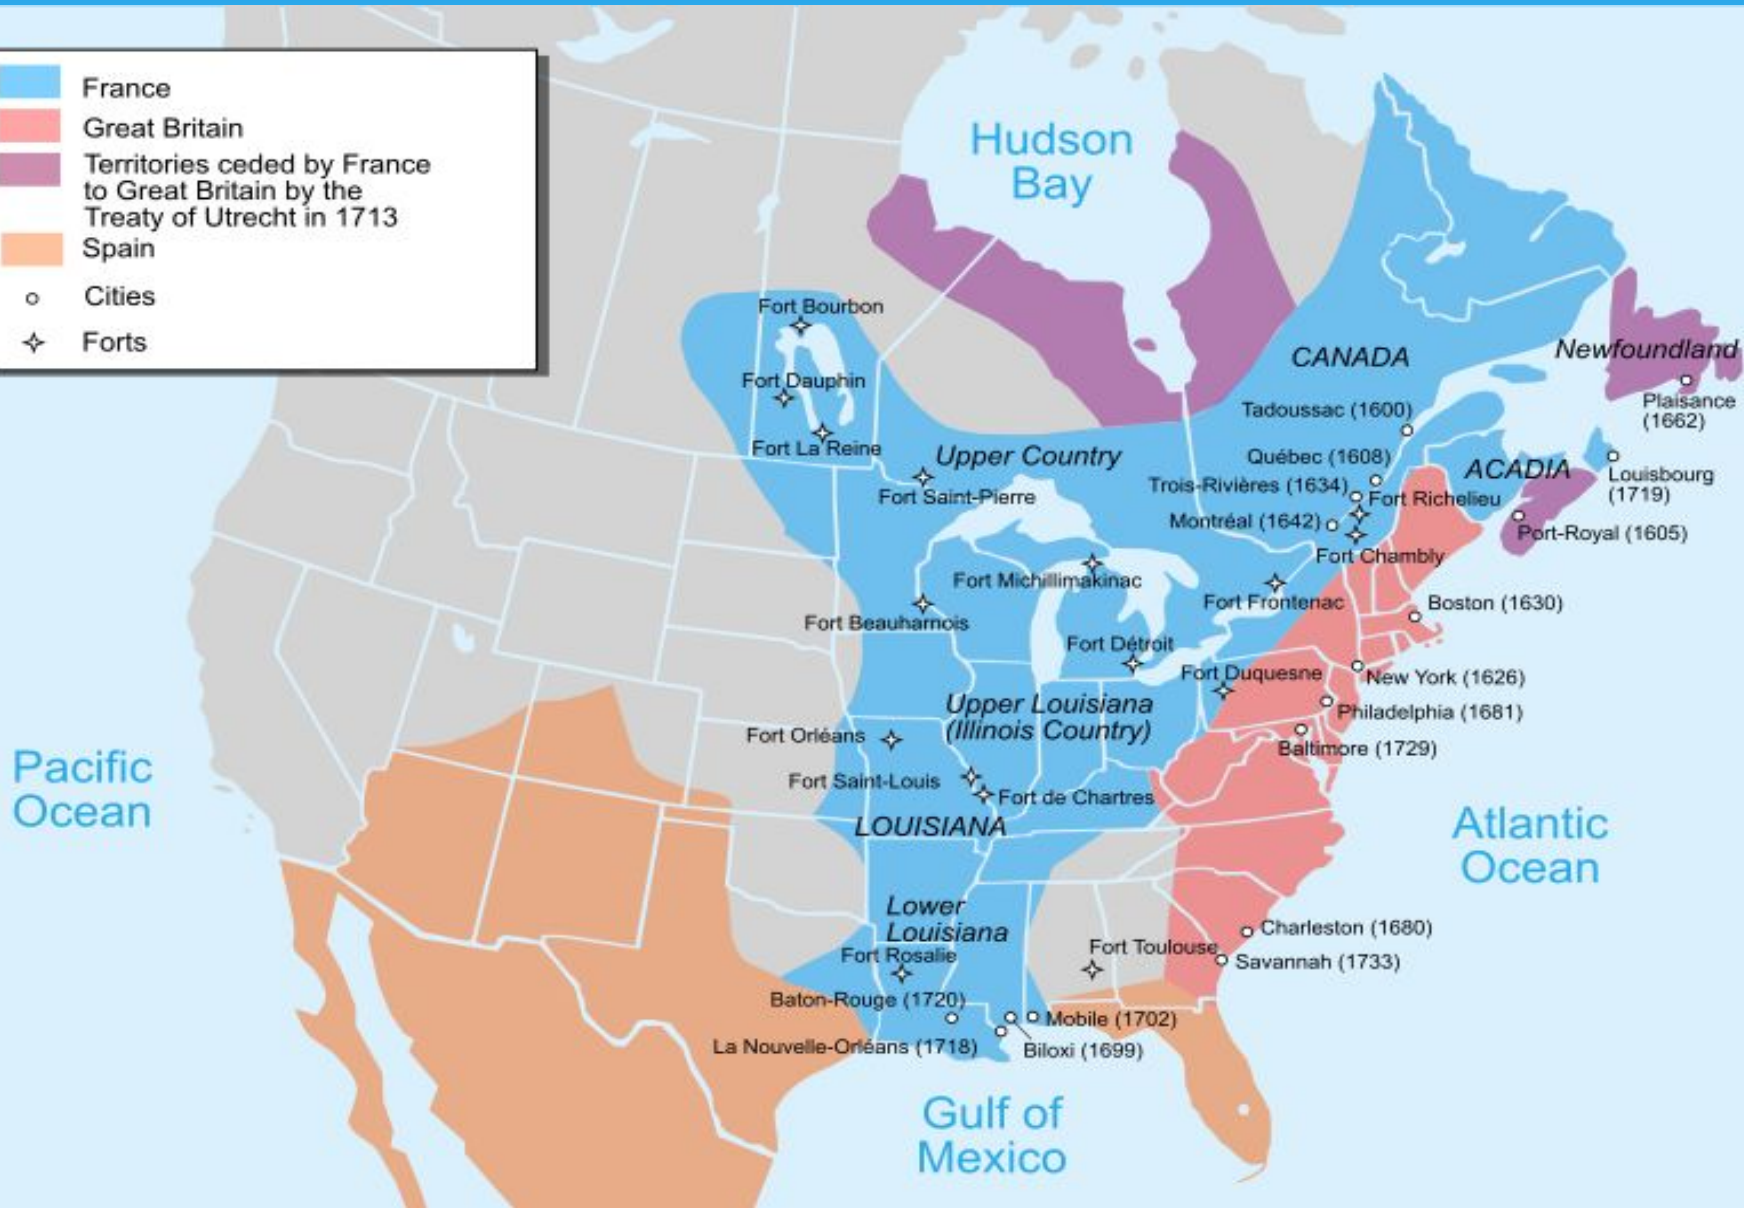 France
Great Britain
Territories ceded by France
to Great Britain by the
Treaty of Utrecht in 1713
Spain
Cities
Forts
Hudson
Bay
Fort Bourbon
Fort Dauphin
Fort La Reine
Upper Country
Fort Saint-Pierre
CANADA
Newfoundland
Plaisance
(1662)
Tadoussac (1600)
Québec (1608)
Trois-Rivières (1634)
Fort Richelieu
Montréal (1642)
Fort Chambly
ACADIA
Louisbourg
(1719)
Port-Royal (1605)
Fort Michillimakinac
Fort Frontenac
Boston (1630)
Fort Beauharnois
Fort Détroit
Fort Duquesne
New York (1626)
Philadelphia (1681)
Baltimore (1729)
Upper Louisiana
(Illinois Country)
Fort Orléans
Fort Saint-Louis
Fort de Chartres
LOUISIANA
Pacific
Ocean
Atlantic
Ocean
Lower
Louisiana
Fort Rosalie
Fort Toulouse
Charleston (1680)
Savannah (1733)
Baton-Rouge (1720)
Mobile (1702)
La Nouvelle-Orléans (1718)
Biloxi (1699)
Gulf of
Mexico